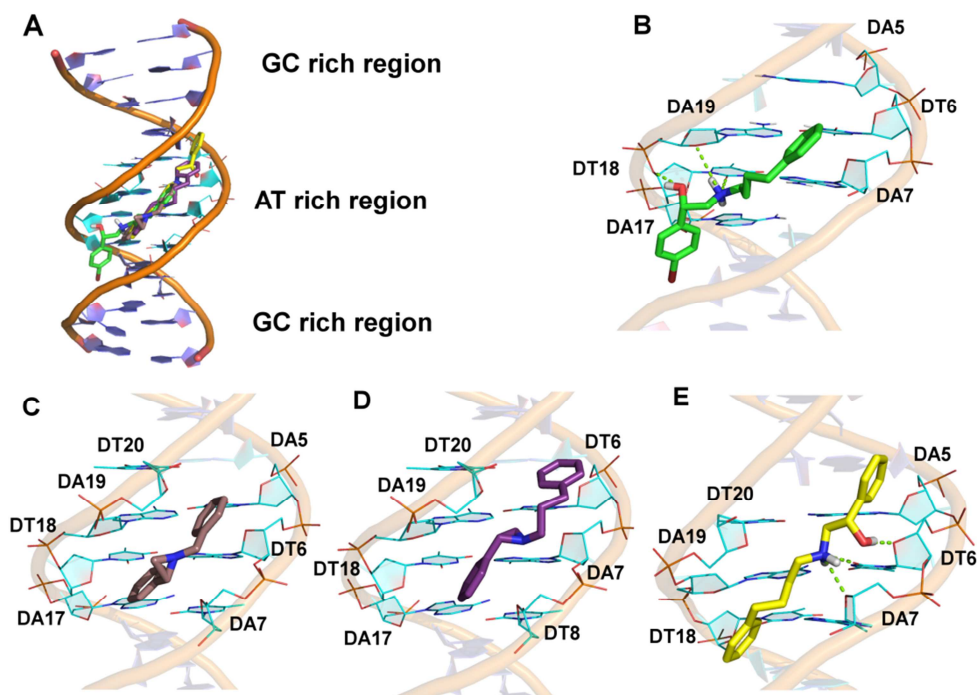 A
GC rich region
AT rich region
GC rich region
B
DA5
DT6
DA19
DT18
DA17
DA7
C
DT20
DA5
DA19
DT18
DT6
DA17
DA7
D
DT20
DT6
DA19
DT18
DA7
DA17
DT8
E
DA5
DT20
DA19
DT6
DT18
DA7